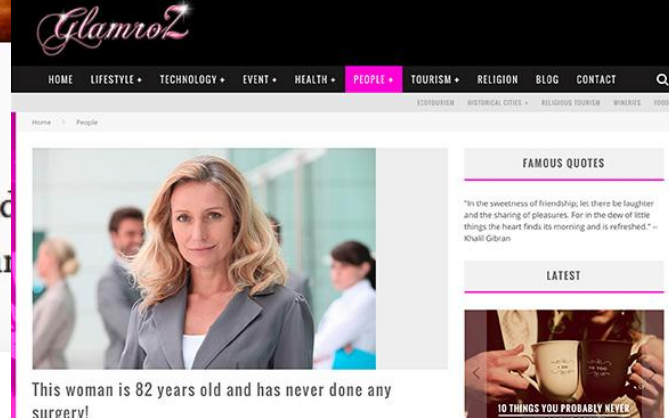 GlamroZ
HOME LIFESTYLE + TECHNOLOGY + EVENT + HEALTH + PEOPLE + TOURISM + RELIGION BLOG CONTACT
ECOTOURISM HISTORICAL CITIES + RELIGIOUS TOURISM WINERIES FOOD
Home > People
FAMOUS QUOTES
"In the sweetness of friendship, let there be laughter
and the sharing of pleasures. For in the dew of little
things the heart finds its morning and is refreshed." –
Khalil Gibran
LATEST
This woman is 82 years old and has never done any
surgery!
10 THINGS YOU PROBABLY NEVER